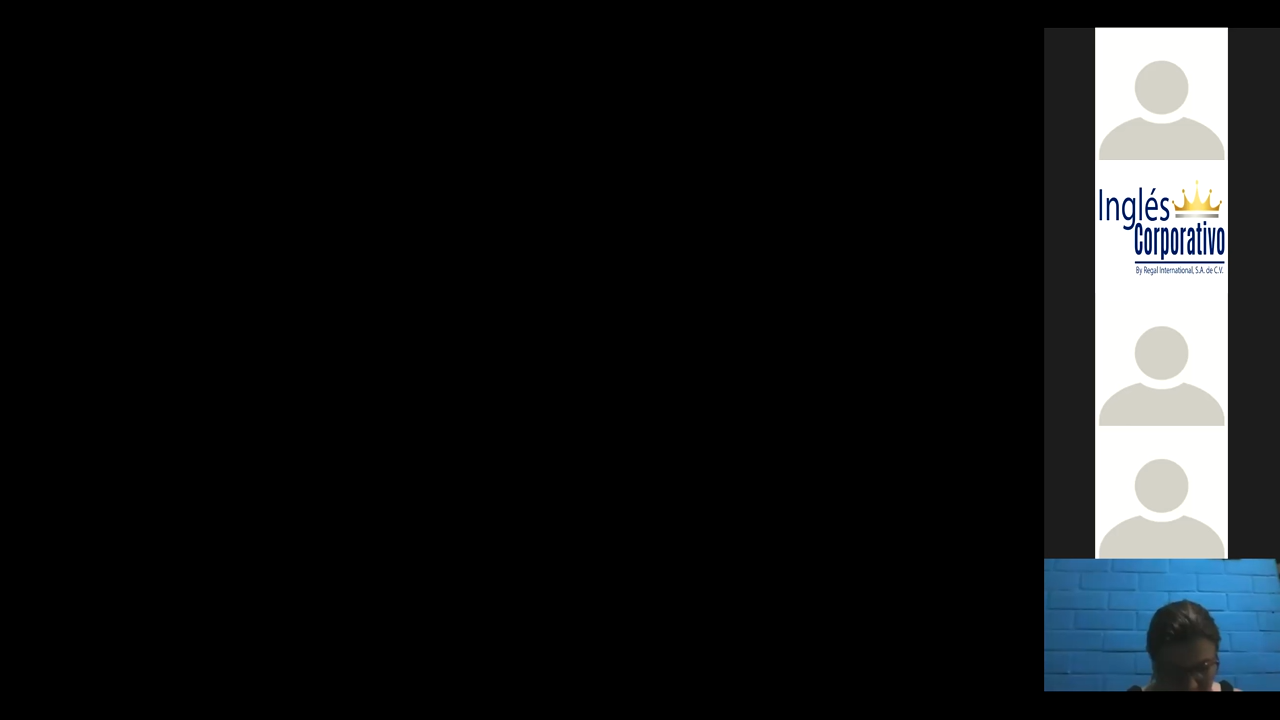 Inglés
Corporativo
By Regal International, S.A. de C.V.